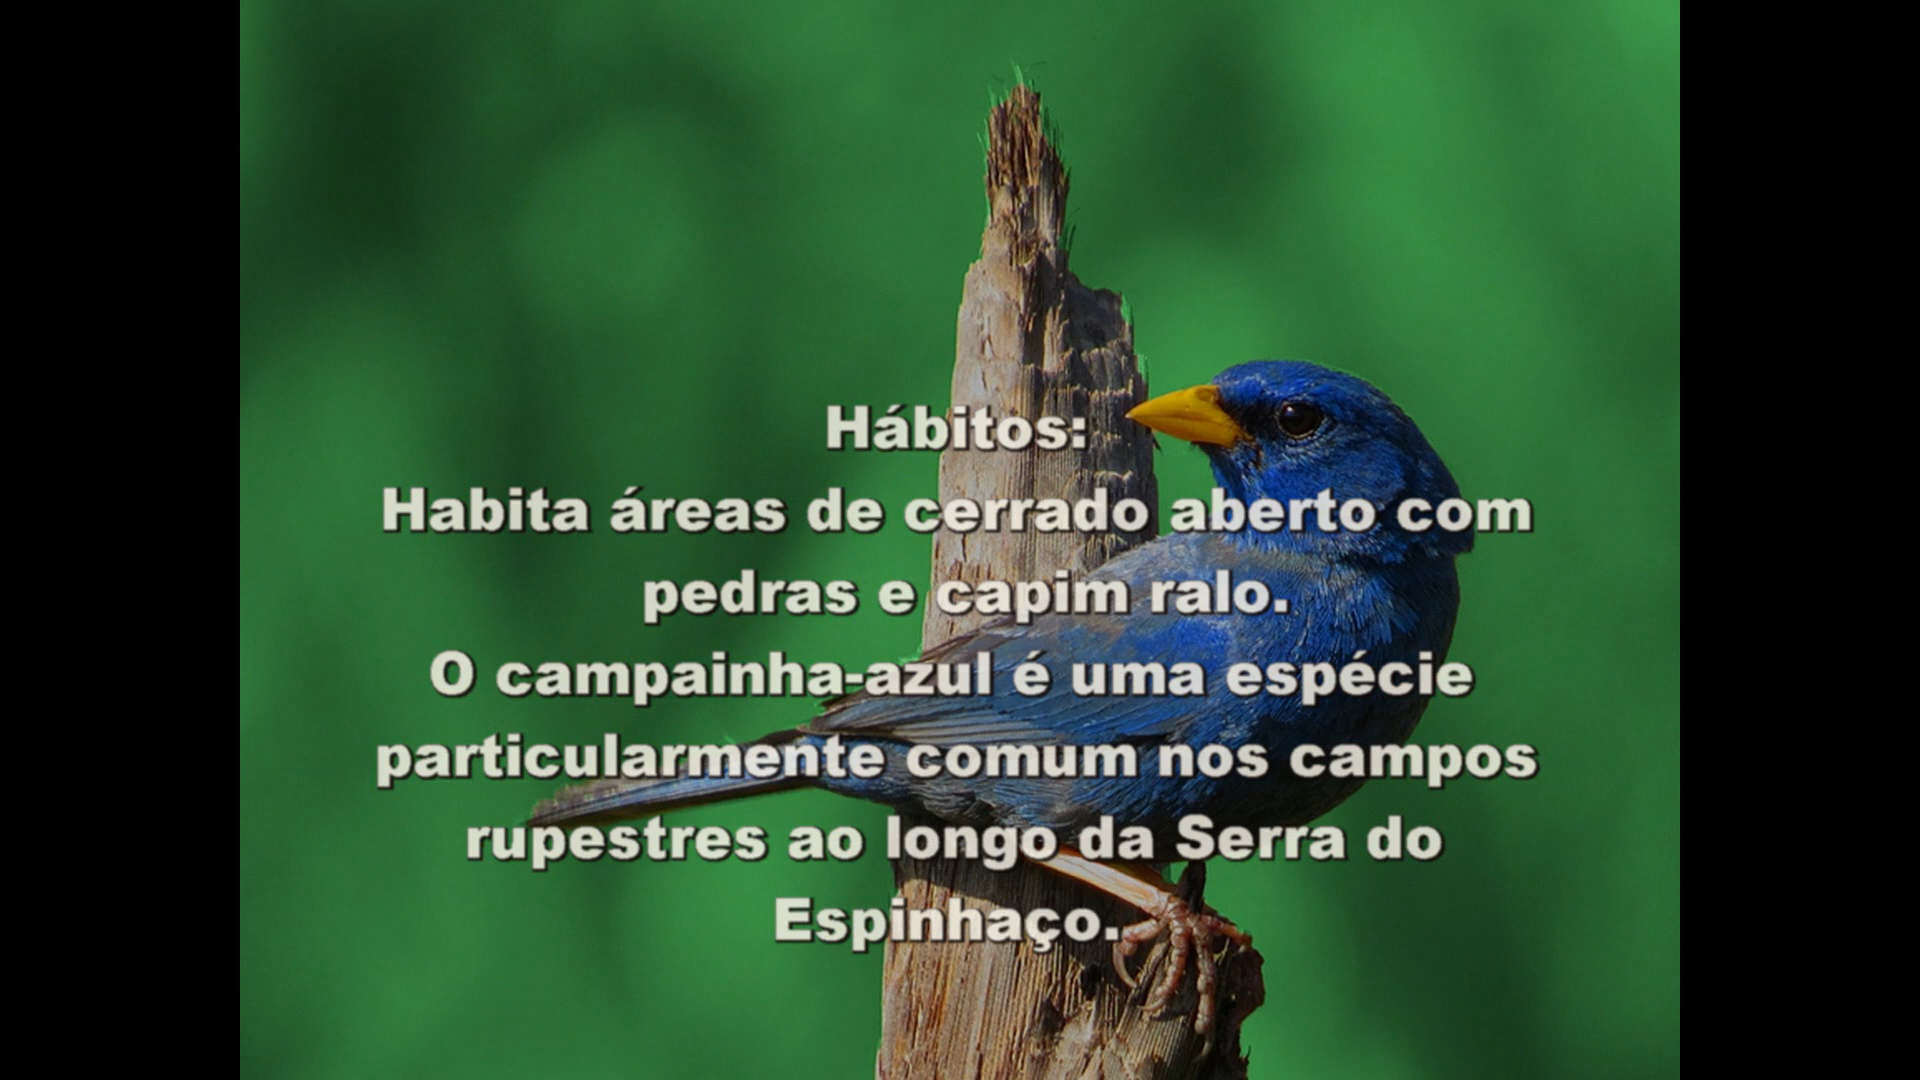 Hábitos:
Habita áreas de cerrado aberto com
pedras e capim ralo.
O campainha-azul é uma espécie
particularmente comum nos campos
rupestres ao longo da Serra do
Espinhaço.